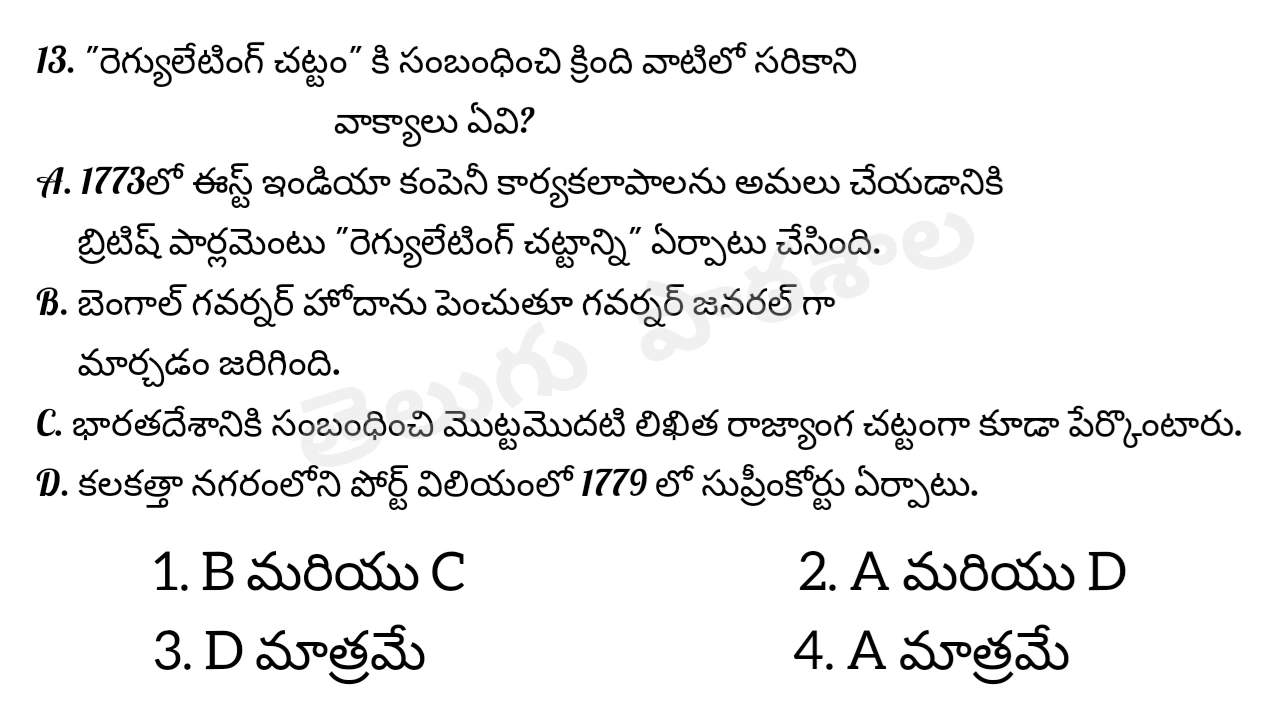 13. "రెగ్యులేటింగ్ చట్టం" కి సంబంధించి క్రింది వాటిలో సరికాని
వాక్యాలు ఏవి?
A. 1773లో ఈస్ట్ ఇండియా కంపెనీ కార్యకలాపాలను అమలు చేయడానికి
బ్రిటిష్ పార్లమెంటు "రెగ్యులేటింగ్ చట్టాన్ని" ఏర్పాటు చేసింది.
B. బెంగాల్ గవర్నర్ హోదాను పెంచుతూ గవర్నర్ జనరల్ గా
మార్చడం జరిగింది.
C. భారతదేశానికి సంబంధించి మొట్టమొదటి లిఖిత రాజ్యాంగ చట్టంగా కూడా పేర్కొంటారు.
D. కలకత్తా నగరంలోని పోర్ట్ విలియంలో 1779 లో సుప్రీంకోర్టు ఏర్పాటు.
తెలుగు పాఠశాల
1. B మరియు C
2. A మరియు D
3. D మాత్రమే
4. A మాత్రమే